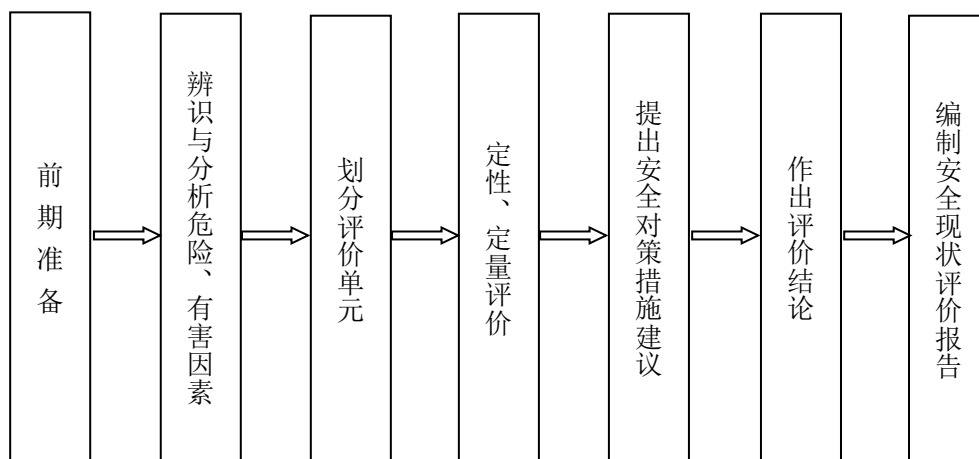 前期准备
辨识与分析危险、有害因素
划分评价单元
定性、定量评价
提出安全对策措施建议
作出评价结论
编制安全现状评价报告